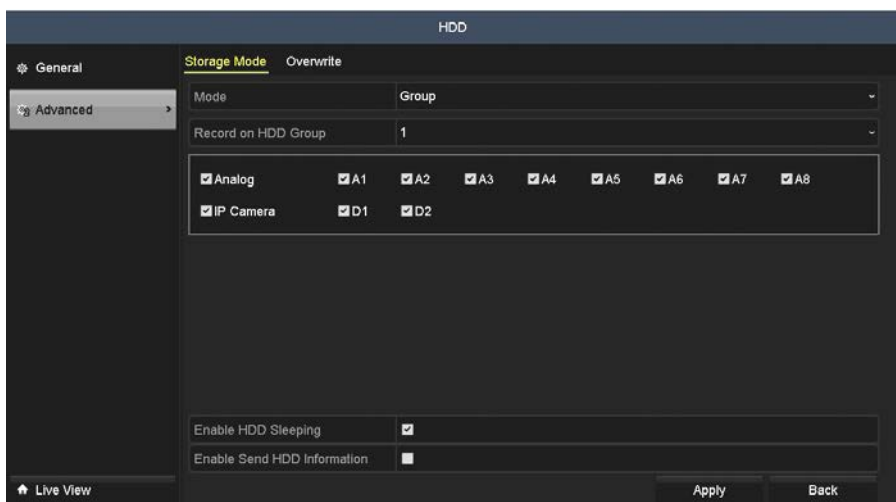 HDD
General
Storage Mode Overwrite
Advanced
Mode Group
Record on HDD Group 1
Analog A1 A2 A3 A4 A5 A6 A7 A8
IP Camera D1 D2
Enable HDD Sleeping
Enable Send HDD Information
Live View
Apply Back